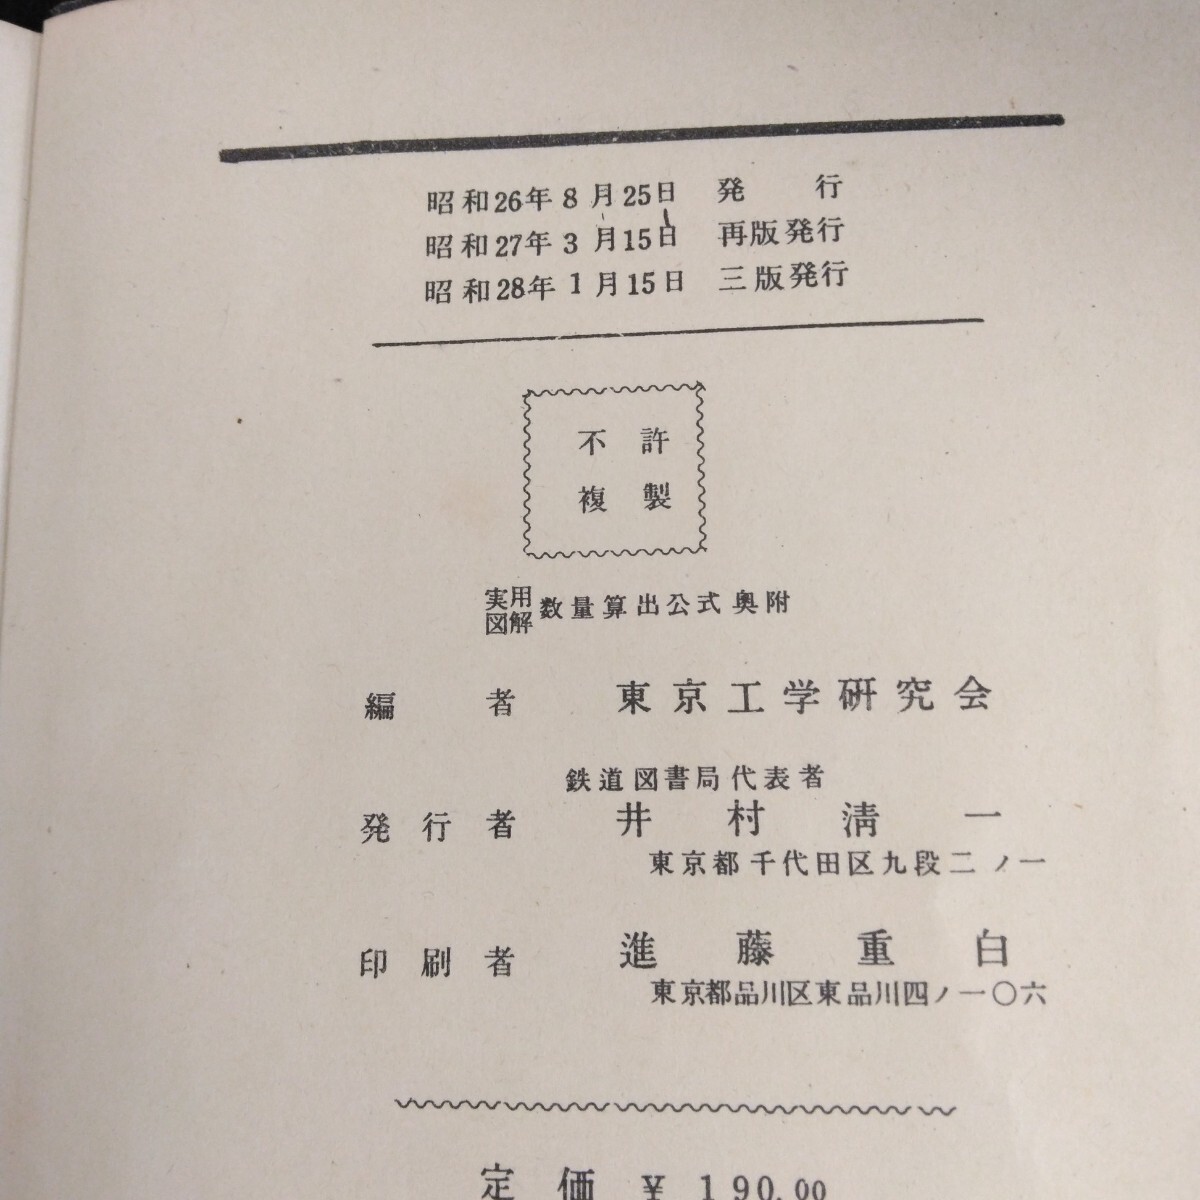 昭和26年8月25日 発行
昭和27年3月15日 再版発行
昭和28年1月15日 三版発行
不許
複製
実用図解 数量算出公式奥附
編者 東京工学研究会
鉄道図書局代表者
発行者 井村淸一
東京都千代田区九段二ノ一
印刷者 進藤重白
東京都品川区東品川四ノ一〇六
定価 ¥190.00